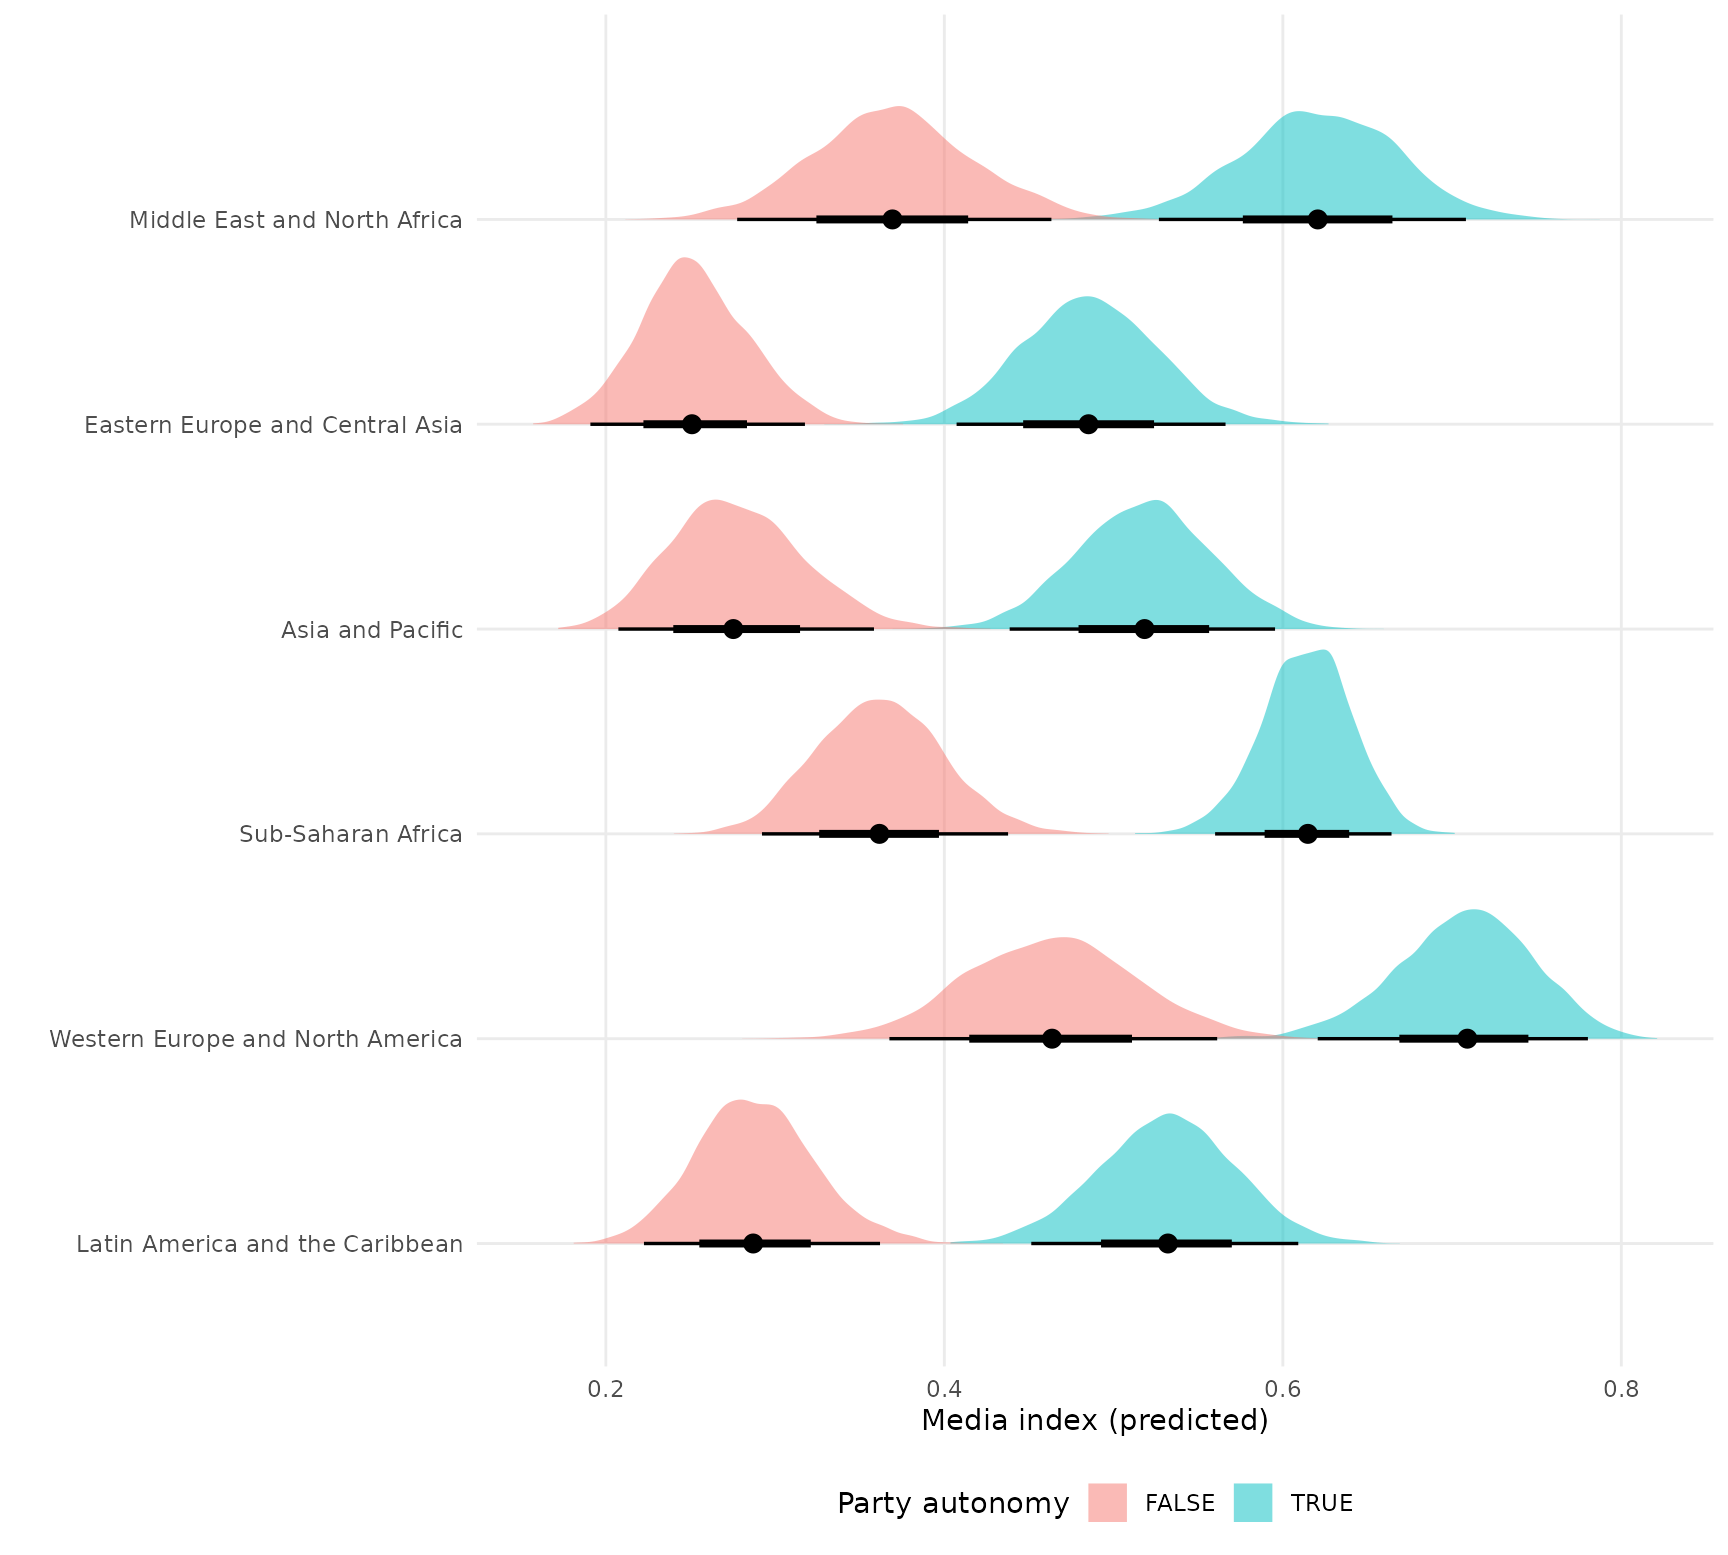 Middle East and North Africa
Eastern Europe and Central Asia
Asia and Pacific
Sub-Saharan Africa
Western Europe and North America
Latin America and the Caribbean
0.2 0.4 0.6 0.8
Media index (predicted)
Party autonomy FALSE TRUE